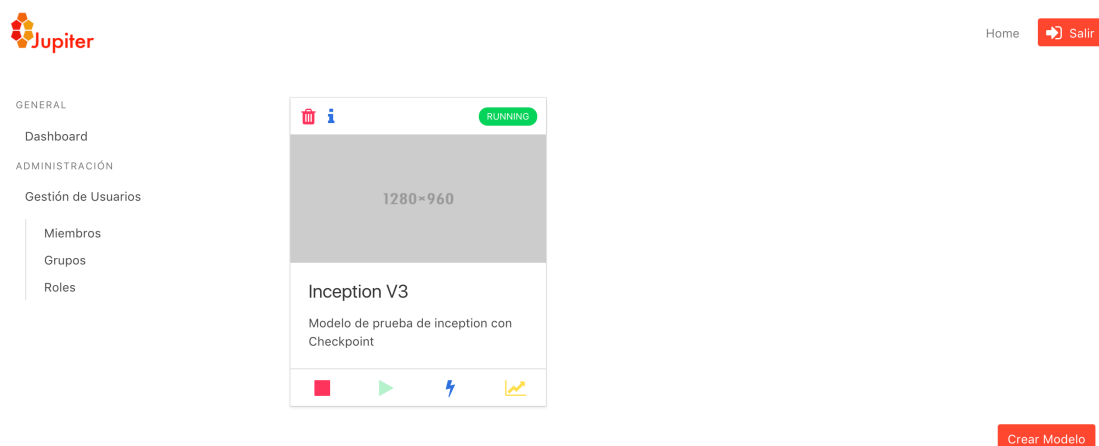 Jupiter
Home
Salir
GENERAL
Dashboard
ADMINISTRACIÓN
Gestión de Usuarios
Miembros
Grupos
Roles
RUNNING
1280×960
Inception V3
Modelo de prueba de inception con
Checkpoint
Crear Modelo